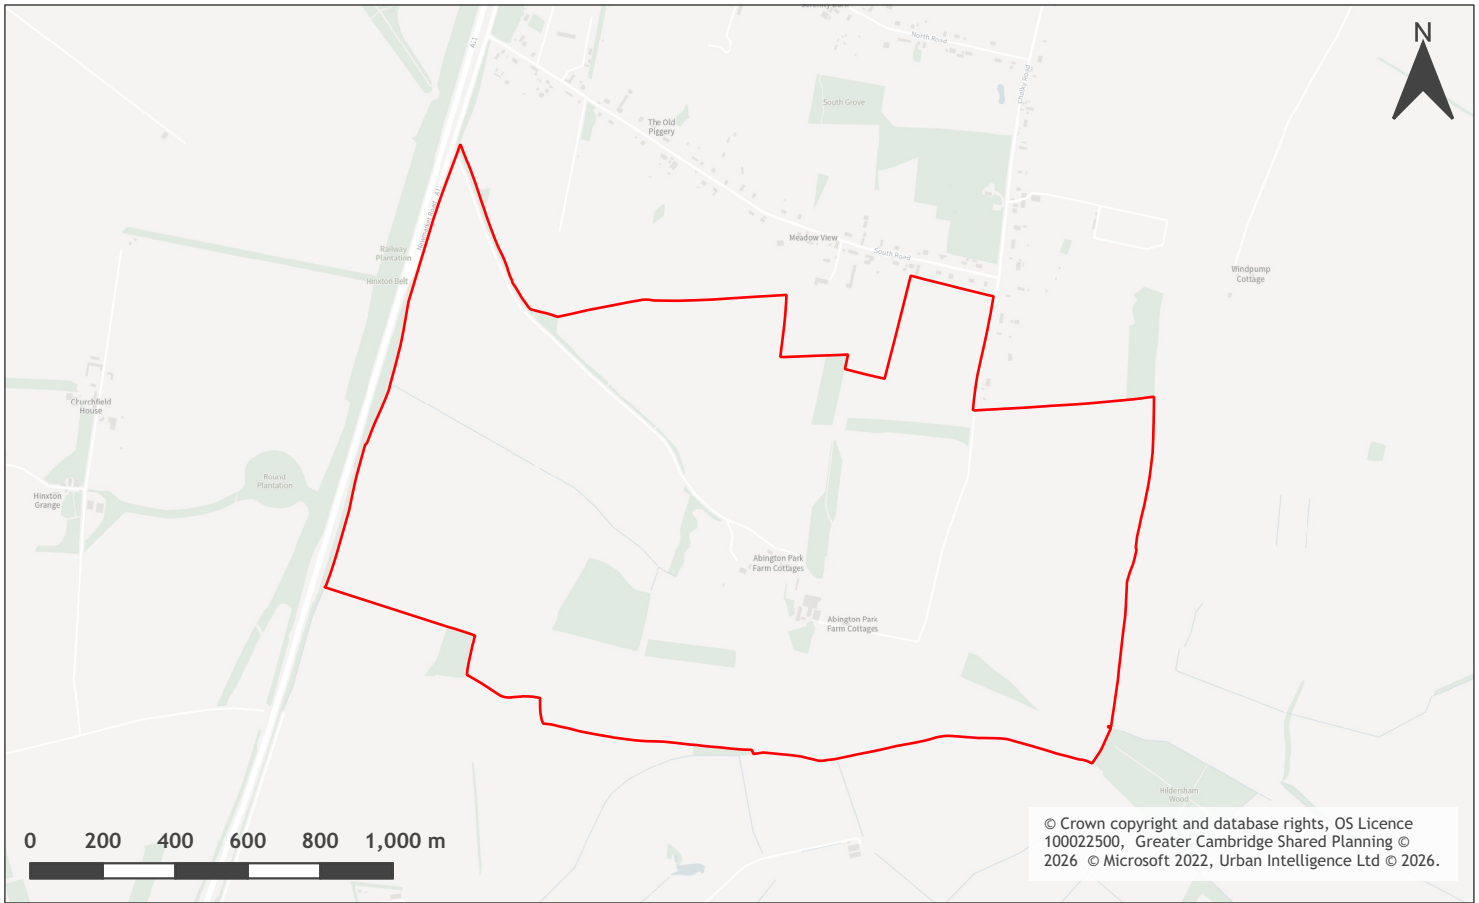 N
A11
North Road
Chalky Road
South Grove
The Old
Piggery
Newmarket Road - A11
Meadow View
South Road
Railway
Plantation
Hinxton Belt
Windpump
Cottage
Churchfield
House
Round
Plantation
Hinxton
Grange
Abington Park
Farm Cottages
Abington Park
Farm Cottages
Hildersham
Wood
0 200 400 600 800 1,000 m
© Crown copyright and database rights, OS Licence
100022500, Greater Cambridge Shared Planning ©
2026 © Microsoft 2022, Urban Intelligence Ltd © 2026.